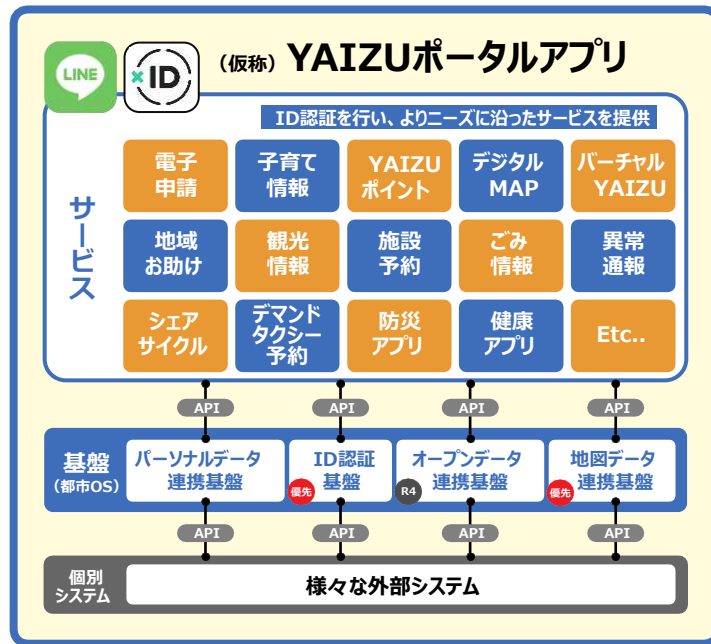 LINE
×ID
(仮称) YAIZUポータルアプリ
ID認証を行い、よりニーズに沿ったサービスを提供
サービス
電子
申請
子育て
情報
YAIZU
ポイント
デジタル
MAP
バーチャル
YAIZU
地域
お助け
観光
情報
施設
予約
ごみ
情報
異常
通報
シェア
サイクル
デマンド
タクシー
予約
防災
アプリ
健康
アプリ
Etc..
API
API
API
API
基盤
(都市OS)
パーソナルデータ
連携基盤
ID認証
基盤
優先
オープンデータ
連携基盤
R4
地図データ
連携基盤
優先
API
API
API
API
個別
システム
様々な外部システム